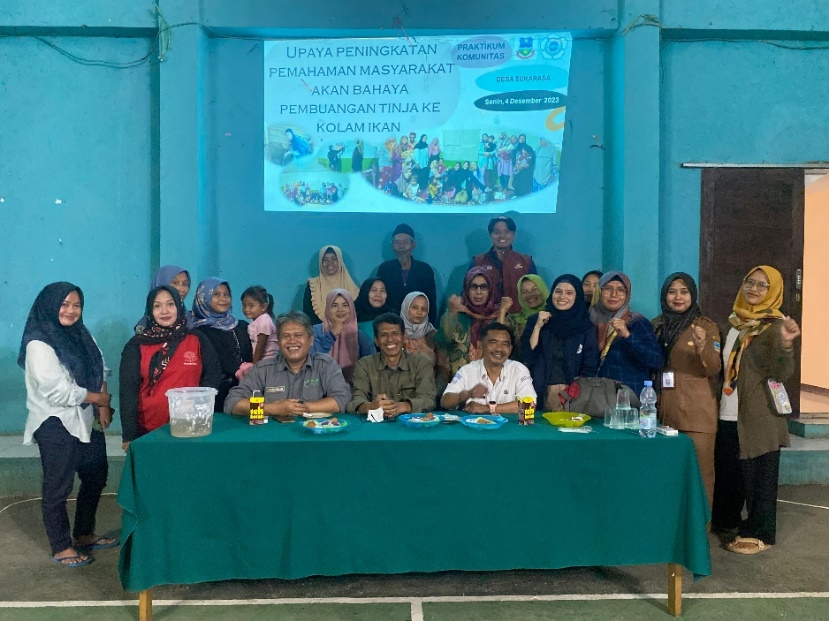 UPAYA PENINGKATAN
PEMAHAMAN MASYARAKAT
AKAN BAHAYA
PEMBUANGAN TINJA KE
KOLAM IKAN
PRAKTIKUM
KOMUNITAS
DESA SUKARASA
Senin, 4 Desember 2023